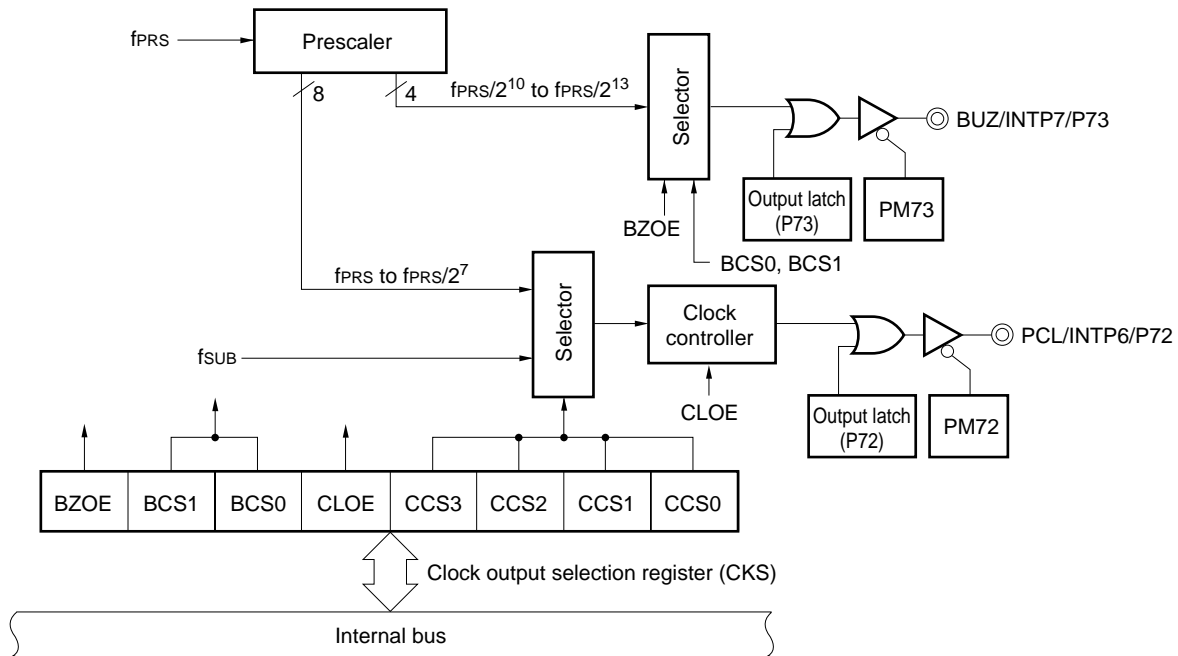 fPRS
Prescaler
8
4
fPRS/2¹⁰ to fPRS/2¹³
Selector
BUZ/INTP7/P73
Output latch
(P73)
PM73
BZOE
BCS0, BCS1
fPRS to fPRS/2⁷
Selector
Clock
controller
PCL/INTP6/P72
fSUB
CLOE
Output latch
(P72)
PM72
BZOE BCS1 BCS0 CLOE CCS3 CCS2 CCS1 CCS0
Clock output selection register (CKS)
Internal bus